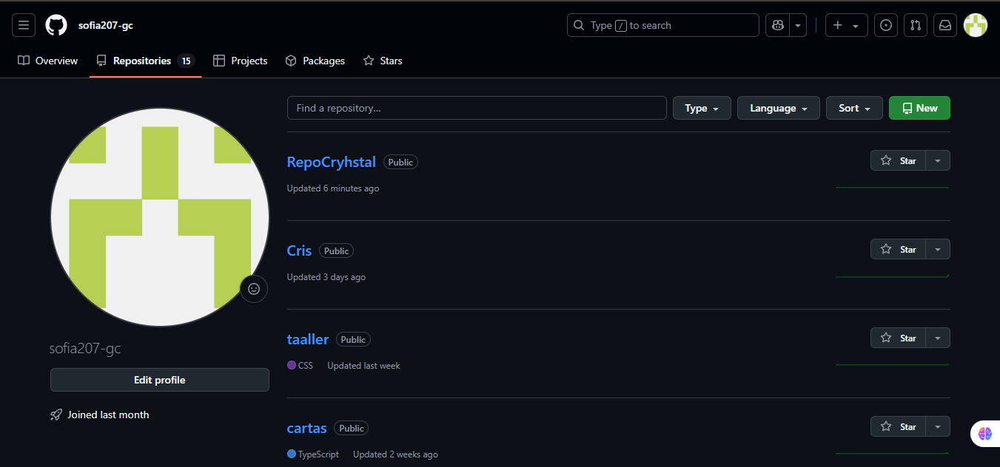 sofia207-gc
Type / to search
Overview
Repositories 15
Projects
Packages
Stars
Find a repository...
Type
Language
Sort
New
RepoCryhstal Public
Star
Updated 6 minutes ago
Cris Public
Star
Updated 3 days ago
taaller Public
Star
CSS Updated last week
cartas Public
Star
TypeScript Updated 2 weeks ago
sofia207-gc
Edit profile
Joined last month